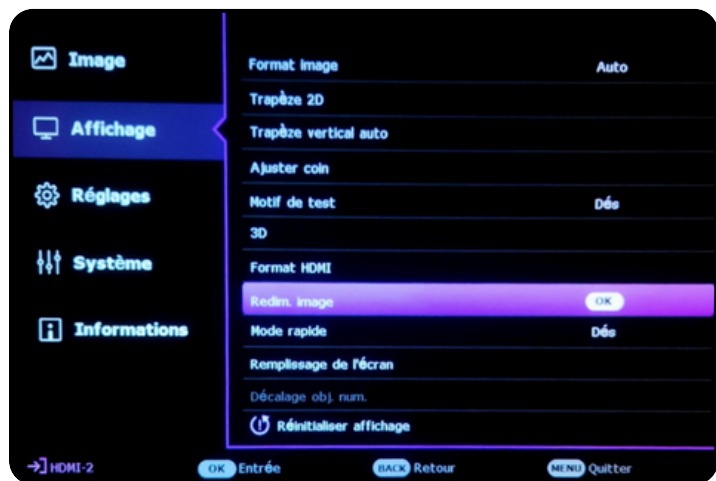 Image
Affichage
Réglages
Système
Informations
Format image Auto
Trapèze 2D
Trapèze vertical auto
Ajuster coin
Motif de test Dés
3D
Format HDMI
Redim. image OK
Mode rapide Dés
Remplissage de l'écran
Décalage obj. num.
Réinitialiser affichage
HDMI-2 OK Entrée BACK Retour MENU Quitter